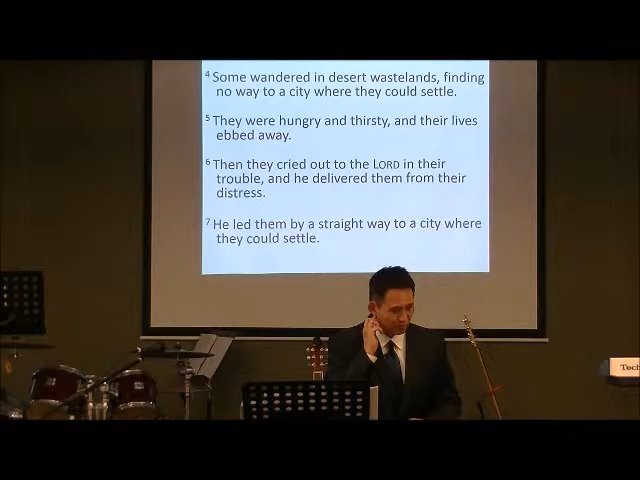 4 Some wandered in desert wastelands, finding
no way to a city where they could settle.
5 They were hungry and thirsty, and their lives
ebbed away.
6 Then they cried out to the LORD in their
trouble, and he delivered them from their
distress.
7 He led them by a straight way to a city where
they could settle.
Tech